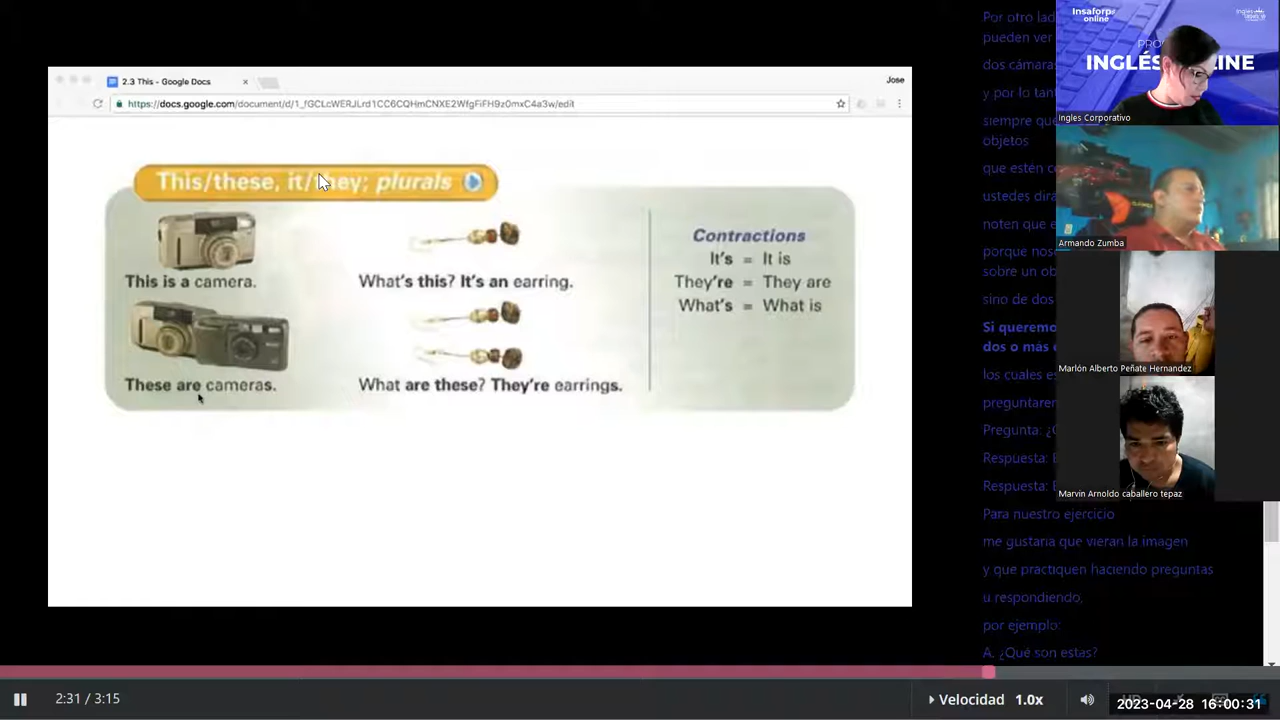 2.3 This - Google Docs
Jose
https://docs.google.com/document/d/1_fGCLcWERJLrd1CC6CQHmCNXE2WfgFiFH9z0mxC4a3w/edit
This/these, it/they; plurals
This is a camera.
What's this? It's an earring.
These are cameras.
What are these? They're earrings.
Contractions
It's = It is
They're = They are
What's = What is
Por otro lad
pueden ver
dos cámaras
y por lo tant
siempre que
objetos
que estén c
ustedes dirá
noten que e
porque nos
sobre un ob
sino de dos
Si queremo
dos o más
los cuales es
preguntare
Pregunta: ¿
Respuesta: E
Respuesta: E
Para nuestro ejercicio
me gustaria que vieran la imagen
y que practiquen haciendo preguntas
u respondiendo,
por ejemplo:
A. ¿Qué son estas?
Insaforp
online
INGLÉS
LINE
Ingles Corporativo
Armando Zumba
Marlón Alberto Peñate Hernandez
Marvin Arnoldo caballero tepaz
2:31 / 3:15
Velocidad 1.0x
2023-04-28 16:00:31